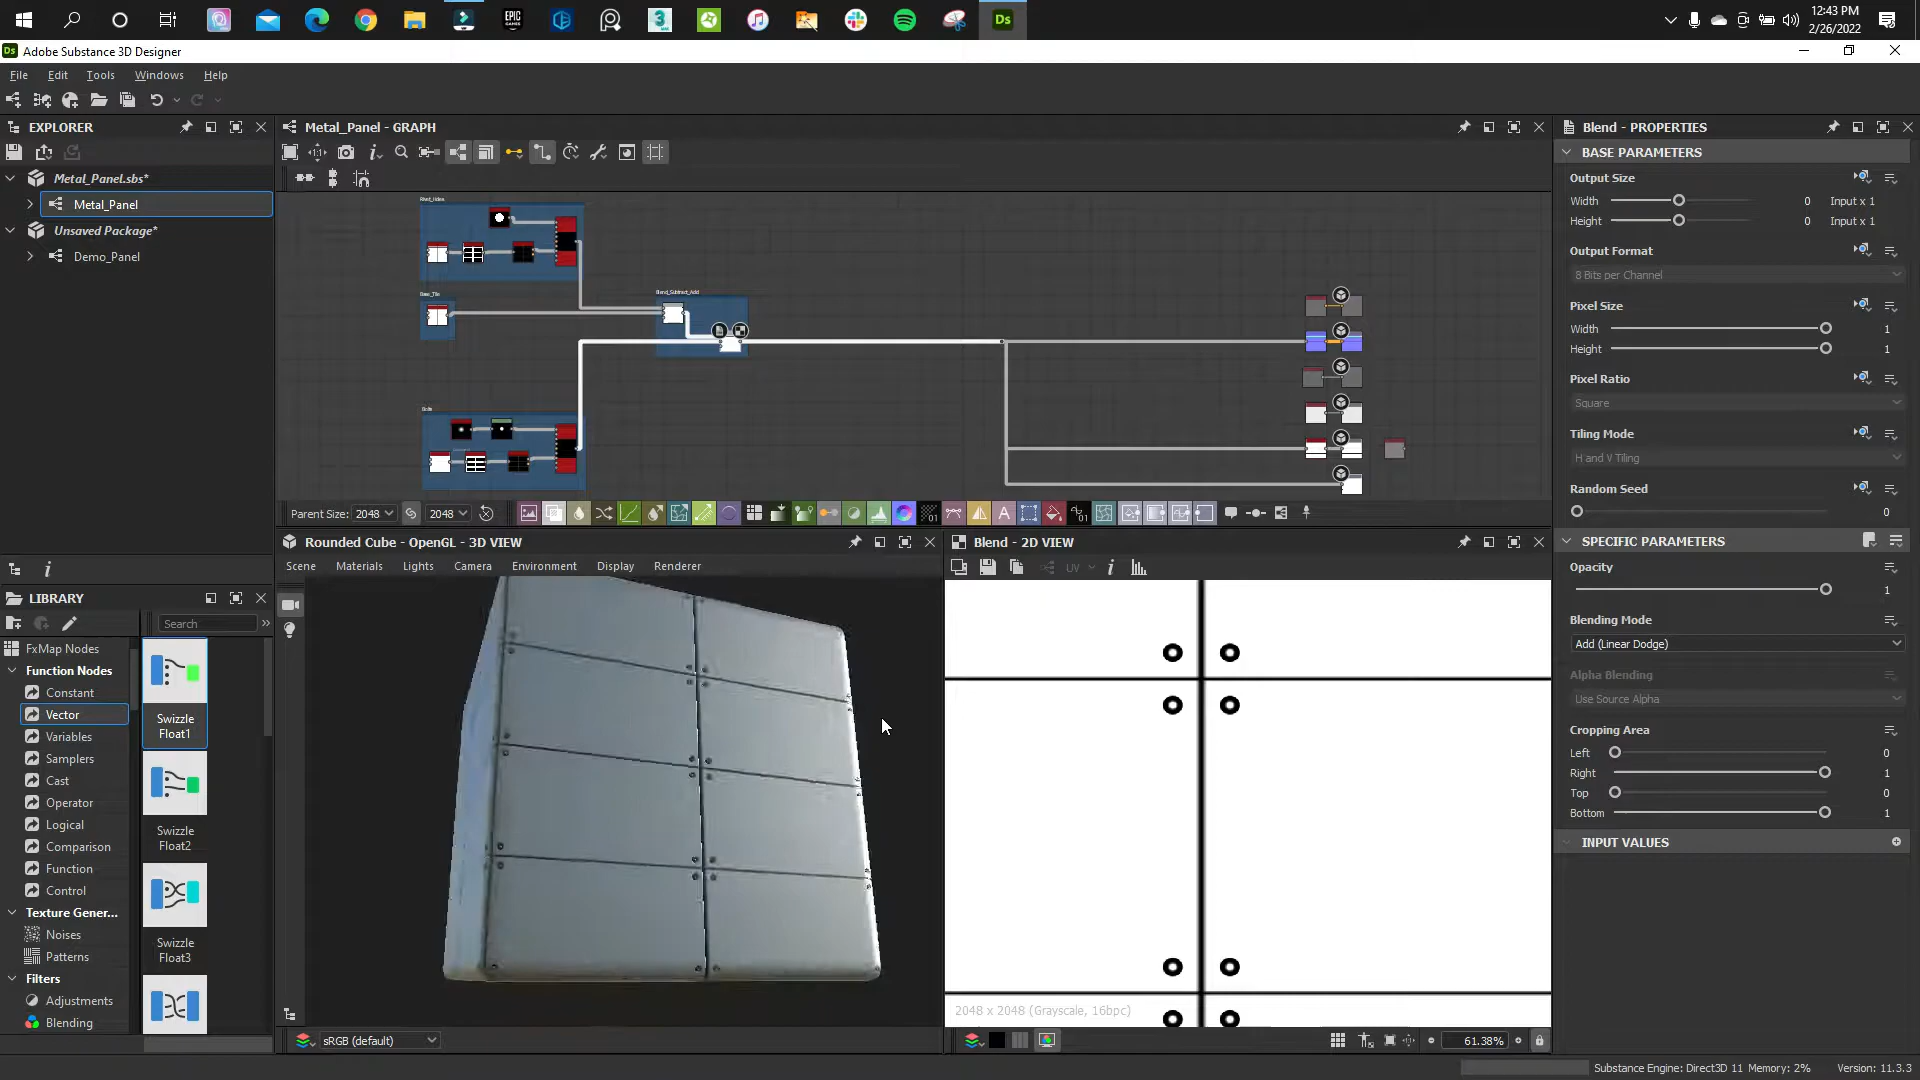 12:43 PM
2/26/2022
EPIC
GAMES
3
Ds
Ds
Adobe Substance 3D Designer
File
Edit
Tools
Windows
Help
EXPLORER
Metal_Panel.sbs*
Metal_Panel
Unsaved Package*
Demo_Panel
Metal_Panel - GRAPH
Base_Tile
Blend_Subtract_Add
Parent Size:
2048
2048
LIBRARY
Search
FxMap Nodes
Function Nodes
Constant
Vector
Variables
Samplers
Cast
Operator
Logical
Comparison
Function
Control
Texture Gener...
Noises
Patterns
Filters
Adjustments
Blending
Swizzle
Float1
Swizzle
Float2
Swizzle
Float3
Rounded Cube - OpenGL - 3D VIEW
Scene
Materials
Lights
Camera
Environment
Display
Renderer
sRGB (default)
Blend - 2D VIEW
UV
2048 x 2048 (Grayscale, 16bpc)
61.38%
Blend - PROPERTIES
BASE PARAMETERS
Output Size
Width 0 Input x 1
Height 0 Input x 1
Output Format
8 Bits per Channel
Pixel Size
Width 1
Height 1
Pixel Ratio
Square
Tiling Mode
H and V Tiling
Random Seed
0
SPECIFIC PARAMETERS
Opacity
1
Blending Mode
Add (Linear Dodge)
Alpha Blending
Use Source Alpha
Cropping Area
Left 0
Right 1
Top 0
Bottom 1
INPUT VALUES
Substance Engine: Direct3D 11 Memory: 2%
Version: 11.3.3